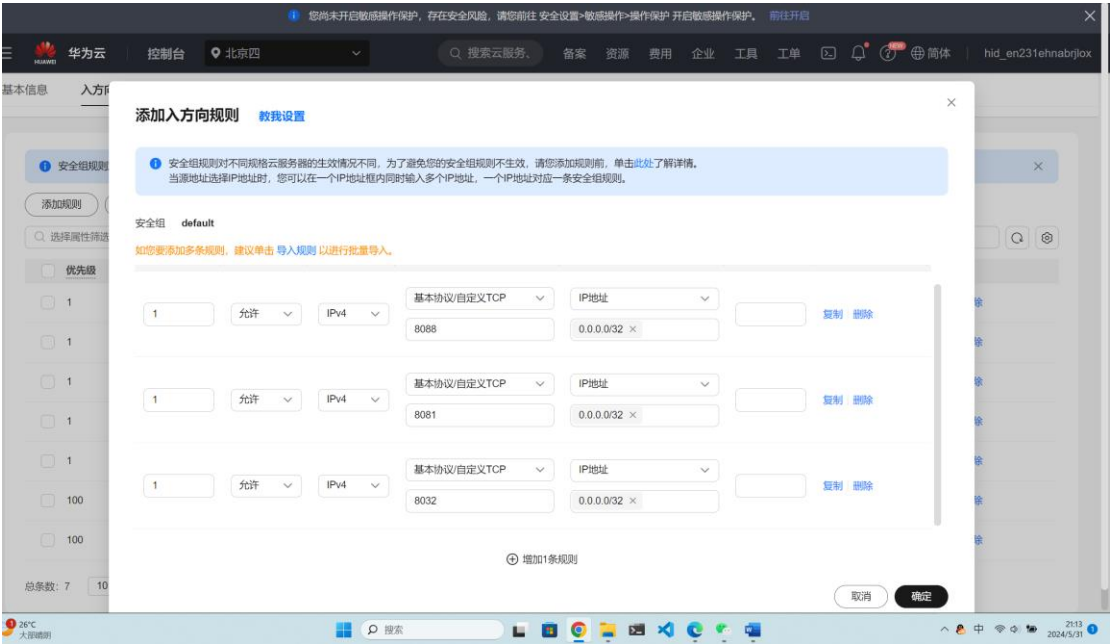 您尚未开启敏感操作保护，存在安全风险，请您前往 安全设置>敏感操作>操作保护 开启敏感操作保护。 前往开启
HUAWEI 华为云 控制台 北京四 搜索云服务、 备案 资源 费用 企业 工具 工单 NEW 简体 hid_en231ehnabrjlox
基本信息 入方
添加入方向规则 教我设置
安全组规则对不同规格云服务器的生效情况不同，为了避免您的安全组规则不生效，请您添加规则前，单击此处了解详情。
当源地址选择IP地址时，您可以在一个IP地址框内同时输入多个IP地址，一个IP地址对应一条安全组规则。
安全组规则
添加规则
安全组 default
选择属性筛选
如您要添加多条规则，建议单击 导入规则 以进行批量导入。
优先级
1 除
1 除
1 除
1 除
1 除
100 除
100 除
1 允许 IPv4 基本协议/自定义TCP IP地址 复制 删除
8088 0.0.0.0/32
1 允许 IPv4 基本协议/自定义TCP IP地址 复制 删除
8081 0.0.0.0/32
1 允许 IPv4 基本协议/自定义TCP IP地址 复制 删除
8032 0.0.0.0/32
增加1条规则
总条数: 7 10
取消 确定
1 26°C
大部晴朗
搜索
中 21:13
2024/5/31 1